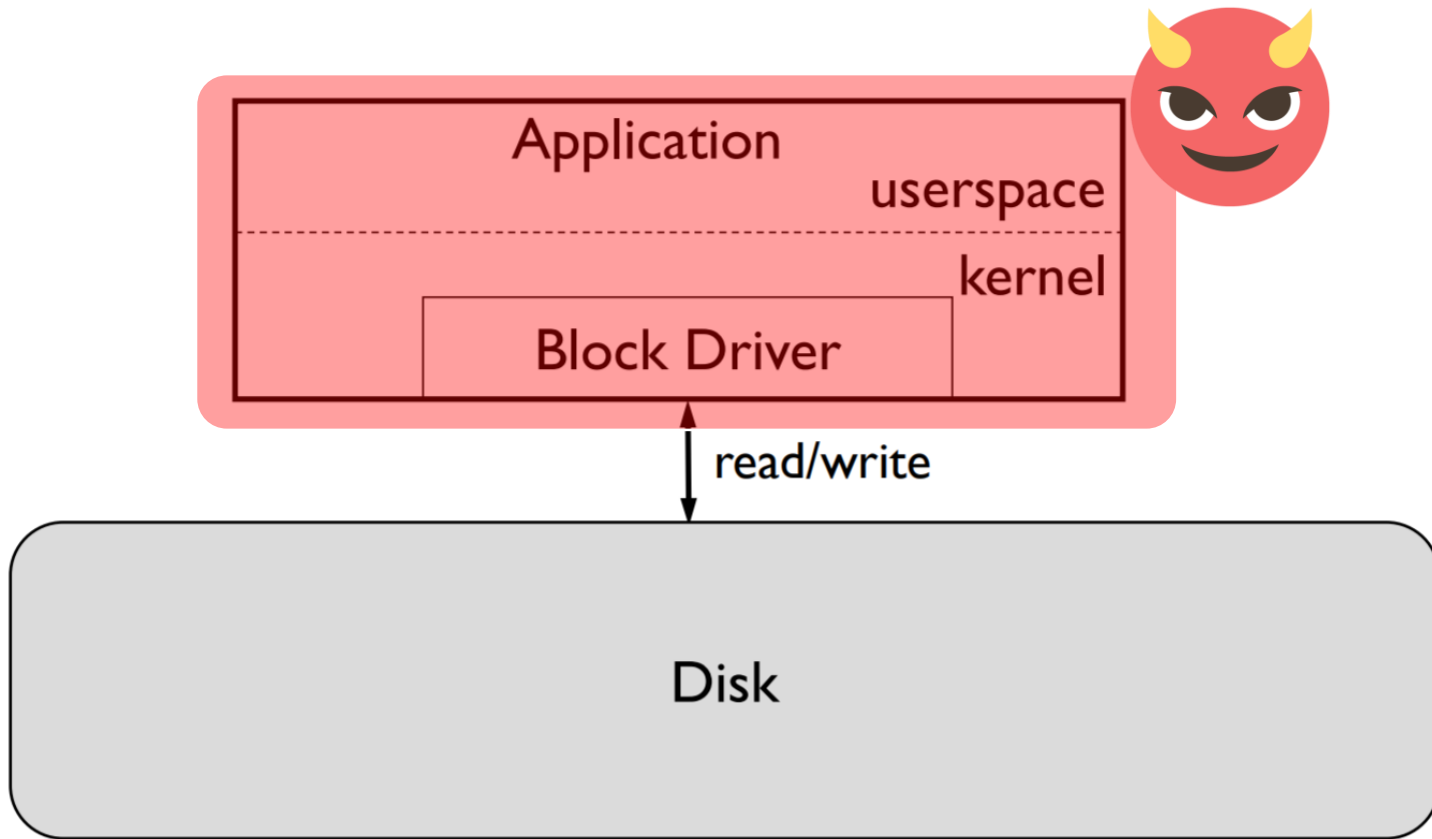 Application
userspace
kernel
Block Driver
read/write
Disk